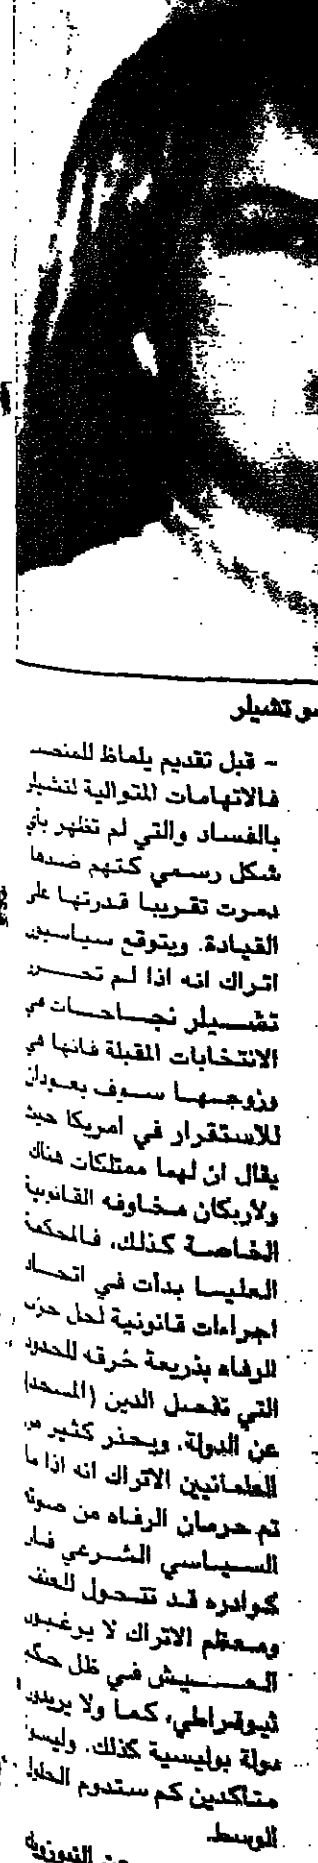 تشيلر
– قبل تقديم يلماظ للمنصب
فالاتهامات المتوالية لتشيلر
بالفساد والتي لم تظهر بأي
شكل رسمي كتهم ضدها
دمرت تقريبا قدرتها على
القيادة. ويتوقع سياسيون
اتراك انه اذا لم تحرز
تشيلر نجاحات في
الانتخابات المقبلة فانها هي
وزوجها سوف يعودان
للاستقرار في امريكا حيث
يقال ان لهما ممتلكات هناك
ولاربكان مخاوفه القانونية
الخاصة كذلك، فالمحكمة
العليا بدأت في اتخاذ
اجراءات قانونية لحل حزب
الرفاه بذريعة خرقه للحدود
التي تفصل الدين (المسجد)
عن الدولة. ويحذر كثير من
العلمانيين الاتراك انه اذا ما
تم حرمان الرفاه من صوته
السياسي الشرعي فان
كوادره قد تتحول للعنف
ومعظم الاتراك لا يرغبون
العيش في ظل حكم
ثيوقراطي، كما ولا يريدون
دولة بوليسية كذلك. وليسوا
متاكدين كم ستدوم الحلول
الوسط.